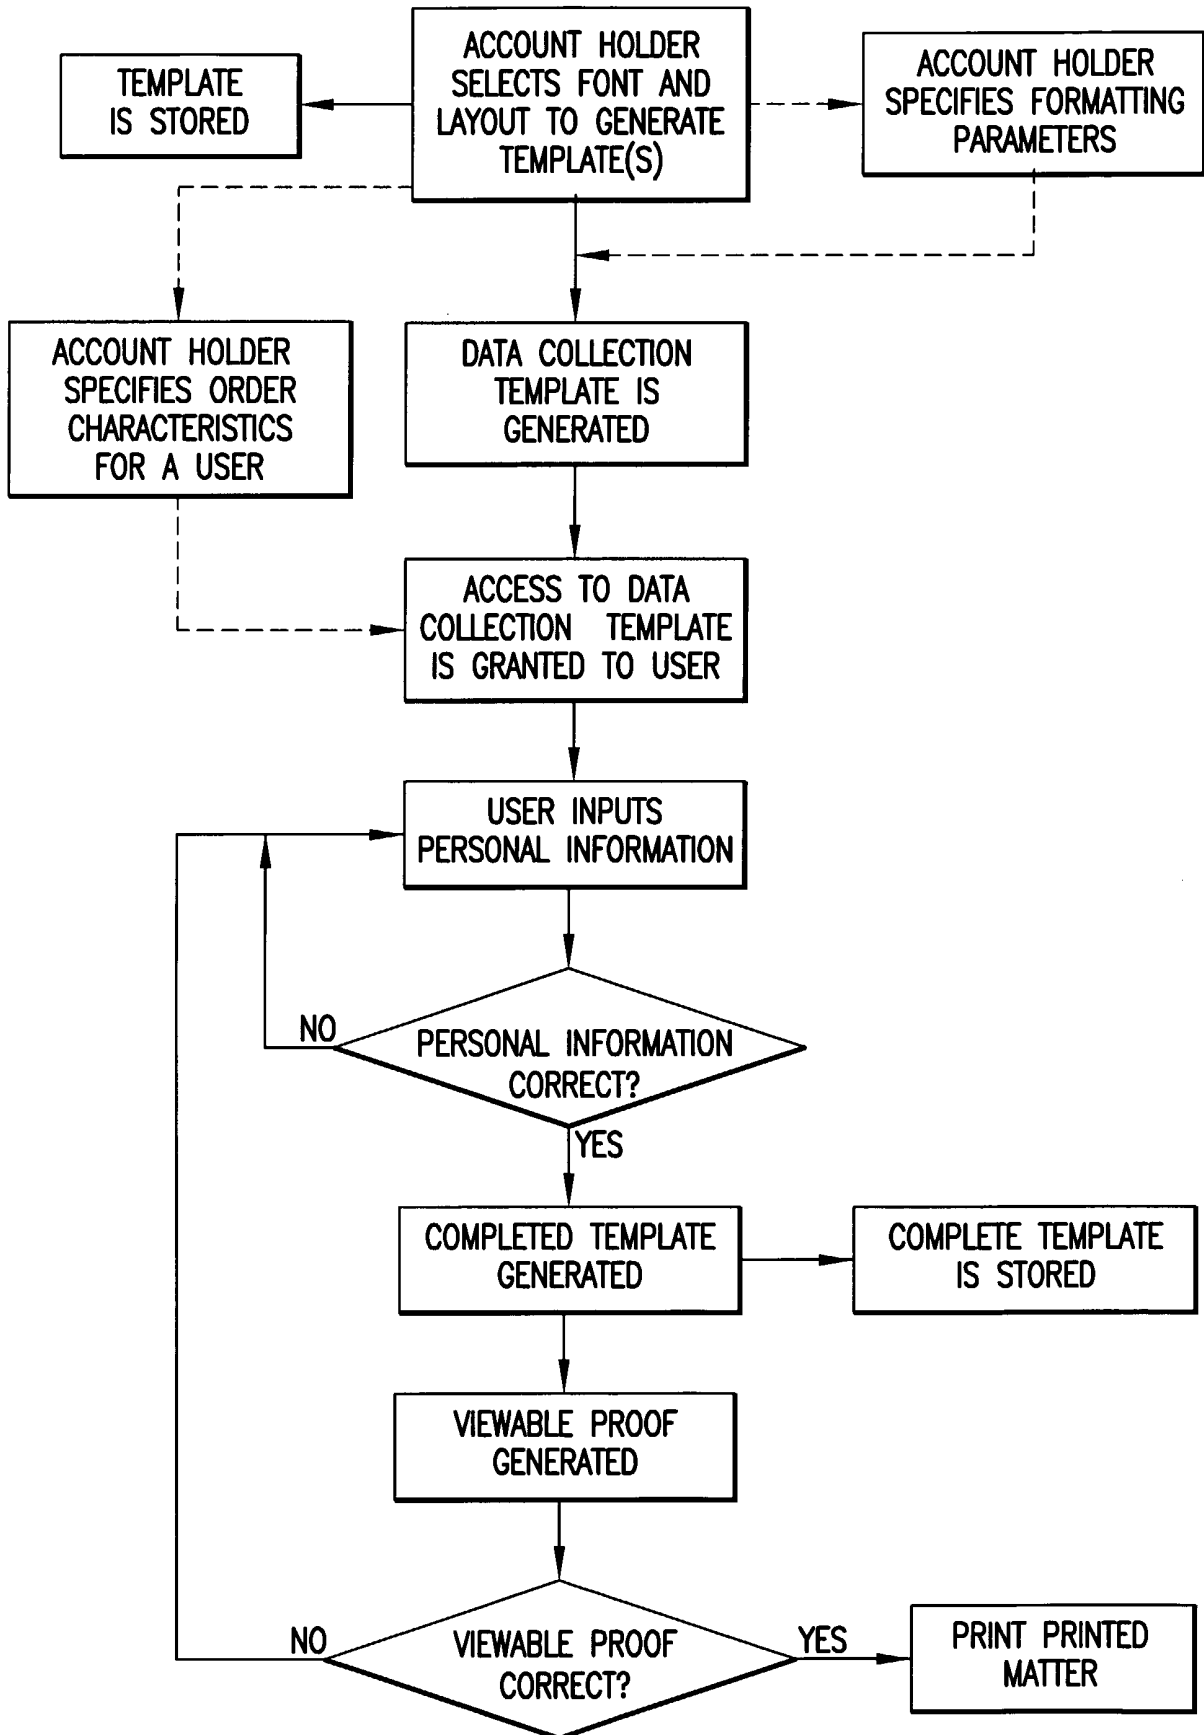 ACCOUNT HOLDER
SELECTS FONT AND
LAYOUT TO GENERATE
TEMPLATE(S)
TEMPLATE
IS STORED
ACCOUNT HOLDER
SPECIFIES FORMATTING
PARAMETERS
ACCOUNT HOLDER
SPECIFIES ORDER
CHARACTERISTICS
FOR A USER
DATA COLLECTION
TEMPLATE IS
GENERATED
ACCESS TO DATA
COLLECTION TEMPLATE
IS GRANTED TO USER
USER INPUTS
PERSONAL INFORMATION
NO
PERSONAL INFORMATION
CORRECT?
YES
COMPLETED TEMPLATE
GENERATED
COMPLETE TEMPLATE
IS STORED
VIEWABLE PROOF
GENERATED
NO
VIEWABLE PROOF
CORRECT?
YES
PRINT PRINTED
MATTER